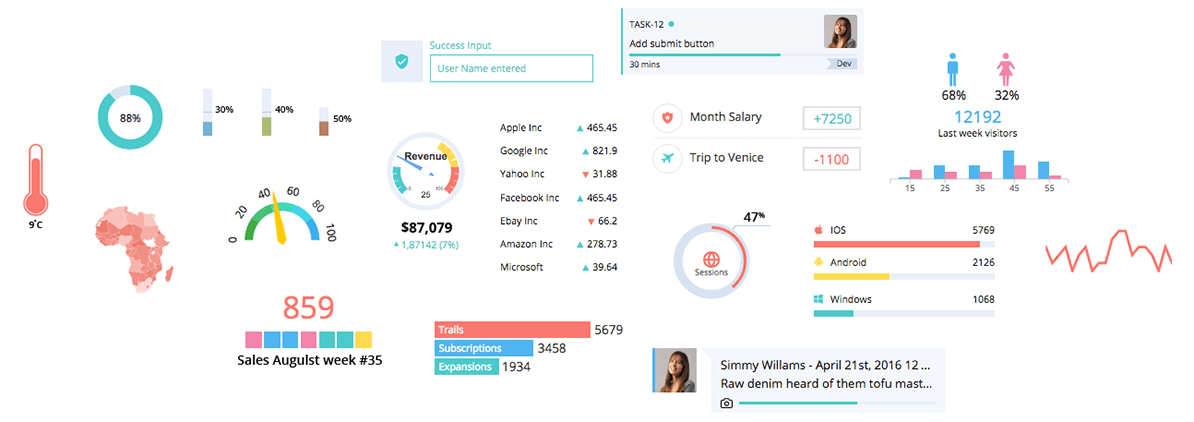 9°C
88%
30%
40%
50%
0
20
40
60
80
100
859
Sales Augulst week #35
Success Input
User Name entered
Revenue
0
100
25
$87,079
1,87142 (7%)
Apple Inc 465.45
Google Inc 821.9
Yahoo Inc 31.88
Facebook Inc 465.45
Ebay Inc 66.2
Amazon Inc 278.73
Microsoft 39.64
Trails 5679
Subscriptions 3458
Expansions 1934
TASK-12
Add submit button
30 mins Dev
Month Salary +7250
Trip to Venice -1100
47%
Sessions
68% 32%
12192
Last week visitors
15 25 35 45 55
IOS 5769
Android 2126
Windows 1068
Simmy Willams - April 21st, 2016 12 ...
Raw denim heard of them tofu mast...